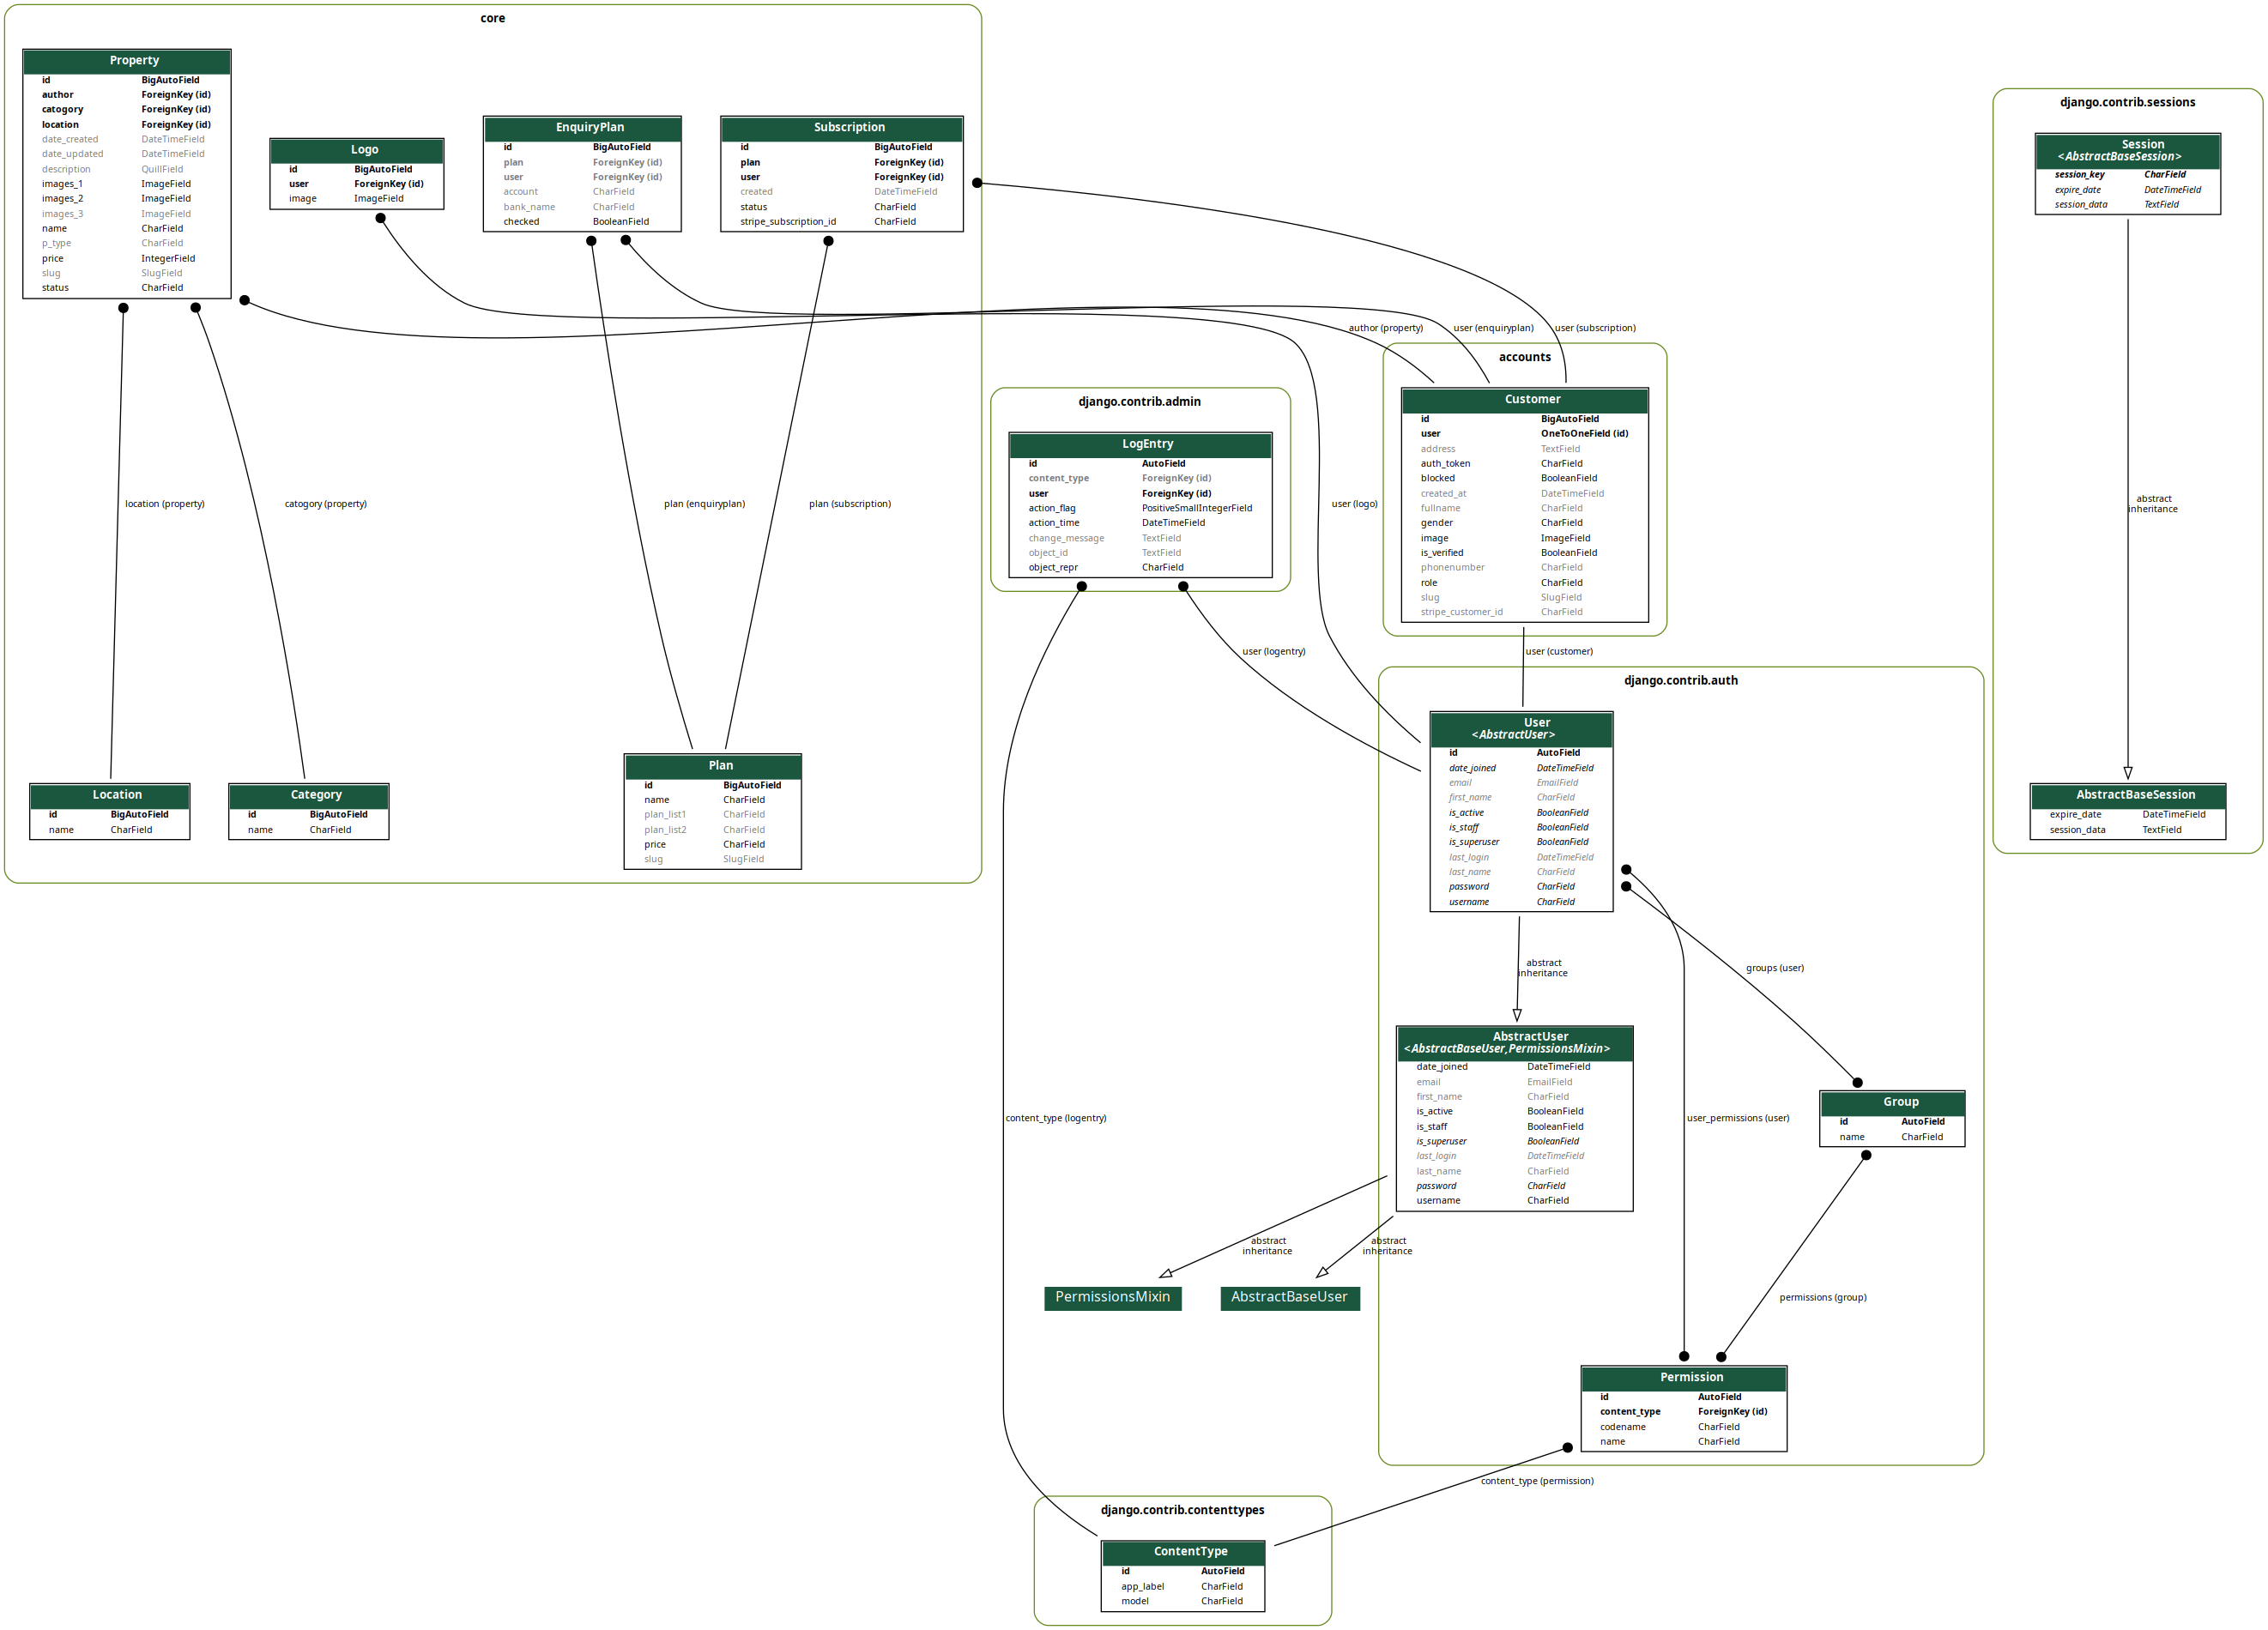 core
Property
id BigAutoField
author ForeignKey (id)
catogory ForeignKey (id)
location ForeignKey (id)
date_created DateTimeField
date_updated DateTimeField
description QuillField
images_1 ImageField
images_2 ImageField
images_3 ImageField
name CharField
p_type CharField
price IntegerField
slug SlugField
status CharField
Logo
id BigAutoField
user ForeignKey (id)
image ImageField
EnquiryPlan
id BigAutoField
plan ForeignKey (id)
user ForeignKey (id)
account CharField
bank_name CharField
checked BooleanField
Subscription
id BigAutoField
plan ForeignKey (id)
user ForeignKey (id)
created DateTimeField
status CharField
stripe_subscription_id CharField
location (property)
catogory (property)
plan (enquiryplan)
plan (subscription)
Location
id BigAutoField
name CharField
Category
id BigAutoField
name CharField
Plan
id BigAutoField
name CharField
plan_list1 CharField
plan_list2 CharField
price CharField
slug SlugField
author (property)
user (enquiryplan)
user (subscription)
django.contrib.admin
LogEntry
id AutoField
content_type ForeignKey (id)
user ForeignKey (id)
action_flag PositiveSmallIntegerField
action_time DateTimeField
change_message TextField
object_id TextField
object_repr CharField
user (logo)
accounts
Customer
id BigAutoField
user OneToOneField (id)
address TextField
auth_token CharField
blocked BooleanField
created_at DateTimeField
fullname CharField
gender CharField
image ImageField
is_verified BooleanField
phonenumber CharField
role CharField
slug SlugField
stripe_customer_id CharField
user (logentry)
user (customer)
django.contrib.auth
User
<AbstractUser>
id AutoField
date_joined DateTimeField
email EmailField
first_name CharField
is_active BooleanField
is_staff BooleanField
is_superuser BooleanField
last_login DateTimeField
last_name CharField
password CharField
username CharField
abstract
inheritance
groups (user)
AbstractUser
<AbstractBaseUser,PermissionsMixin>
date_joined DateTimeField
email EmailField
first_name CharField
is_active BooleanField
is_staff BooleanField
is_superuser BooleanField
last_login DateTimeField
last_name CharField
password CharField
username CharField
content_type (logentry)
user_permissions (user)
Group
id AutoField
name CharField
abstract
inheritance
abstract
inheritance
PermissionsMixin
AbstractBaseUser
permissions (group)
Permission
id AutoField
content_type ForeignKey (id)
codename CharField
name CharField
content_type (permission)
django.contrib.contenttypes
ContentType
id AutoField
app_label CharField
model CharField
django.contrib.sessions
Session
<AbstractBaseSession>
session_key CharField
expire_date DateTimeField
session_data TextField
abstract
inheritance
AbstractBaseSession
expire_date DateTimeField
session_data TextField